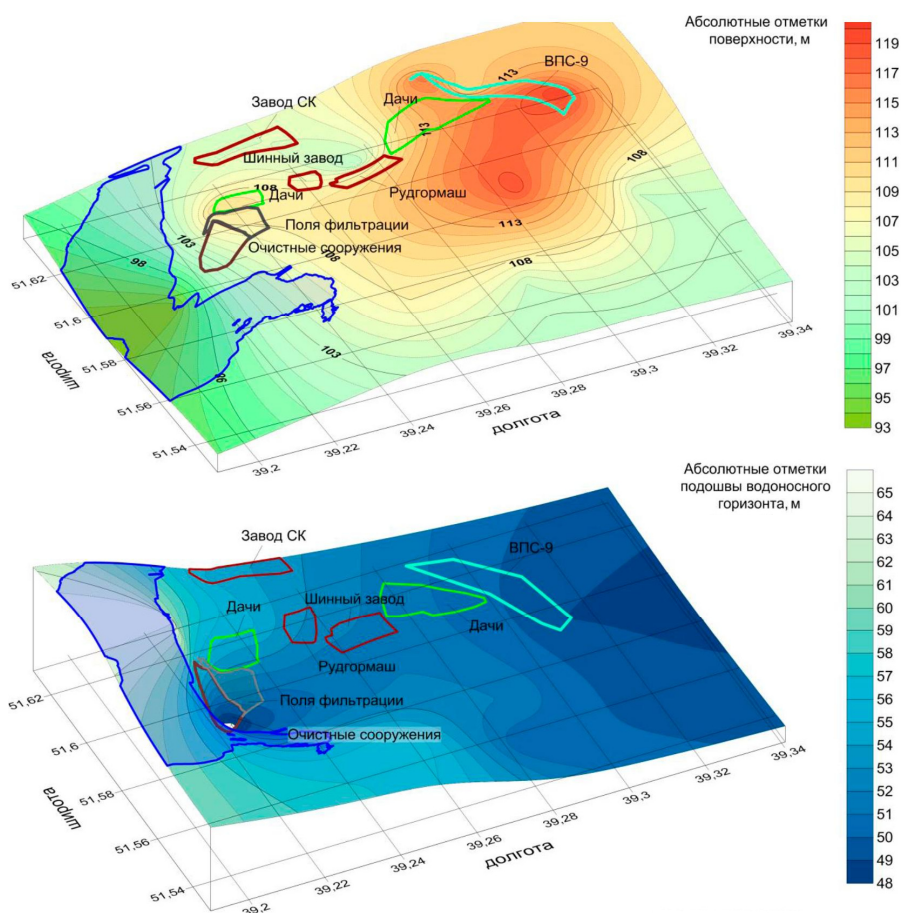 Абсолютные отметки
поверхности, м
119
117
115
113
111
109
107
105
103
101
99
97
95
93
ВПС-9
113
Дачи
Завод СК
113
Шинный завод
108
108
Рудгормаш
Дачи
Поля фильтрации
113
103
Очистные сооружения
108
98
108
103
98
51,62
51,6
51,58
51,56
51,54
широта
39,2
39,22
39,24
39,26
39,28
39,3
39,32
39,34
долгота
Абсолютные отметки
подошвы водоносного
горизонта, м
65
64
63
62
61
60
59
58
57
56
55
54
53
52
51
50
49
48
Завод СК
ВПС-9
Дачи
Шинный завод
Дачи
Рудгормаш
Поля фильтрации
Очистные сооружения
51,62
51,6
51,58
51,56
51,54
широта
39,2
39,22
39,24
39,26
39,28
39,3
39,32
39,34
долгота